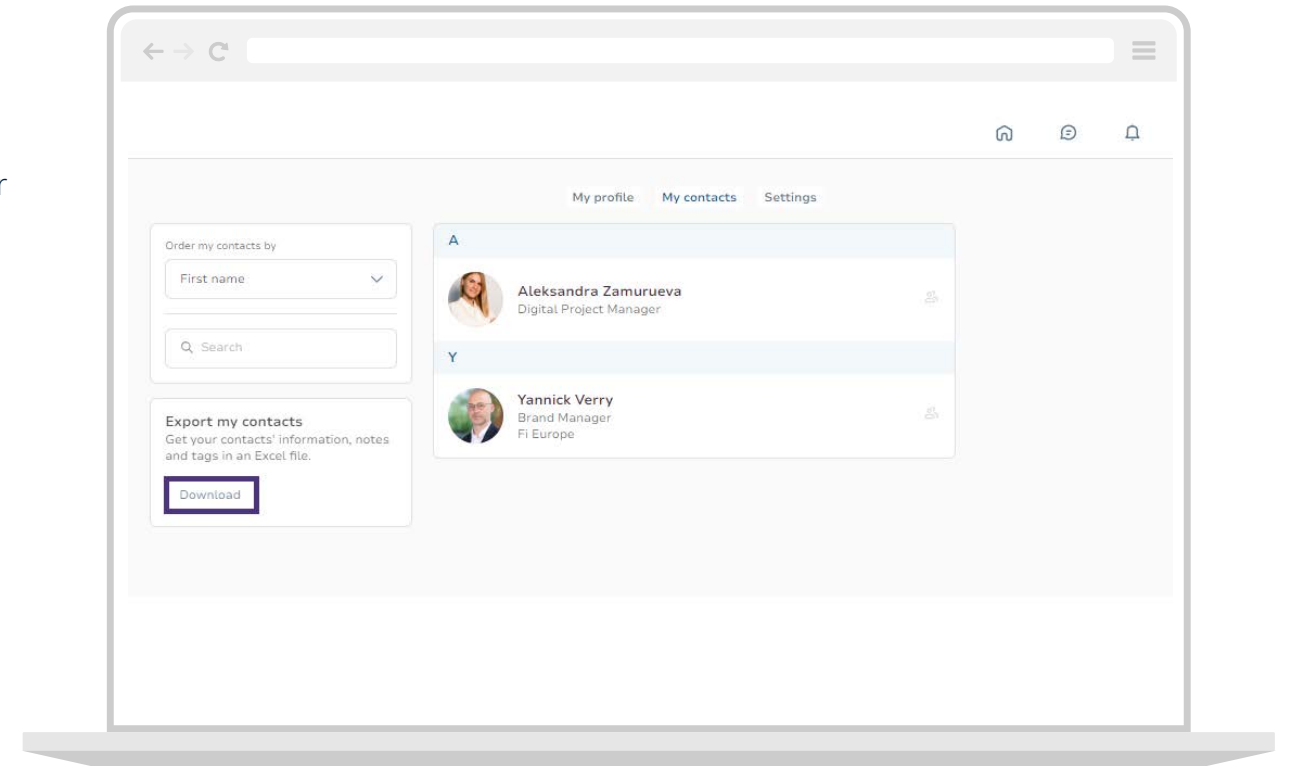 r
My profile My contacts Settings
Order my contacts by
First name
Search
Export my contacts
Get your contacts' information, notes
and tags in an Excel file.
Download
A
Aleksandra Zamurueva
Digital Project Manager
Y
Yannick Verry
Brand Manager
Fi Europe